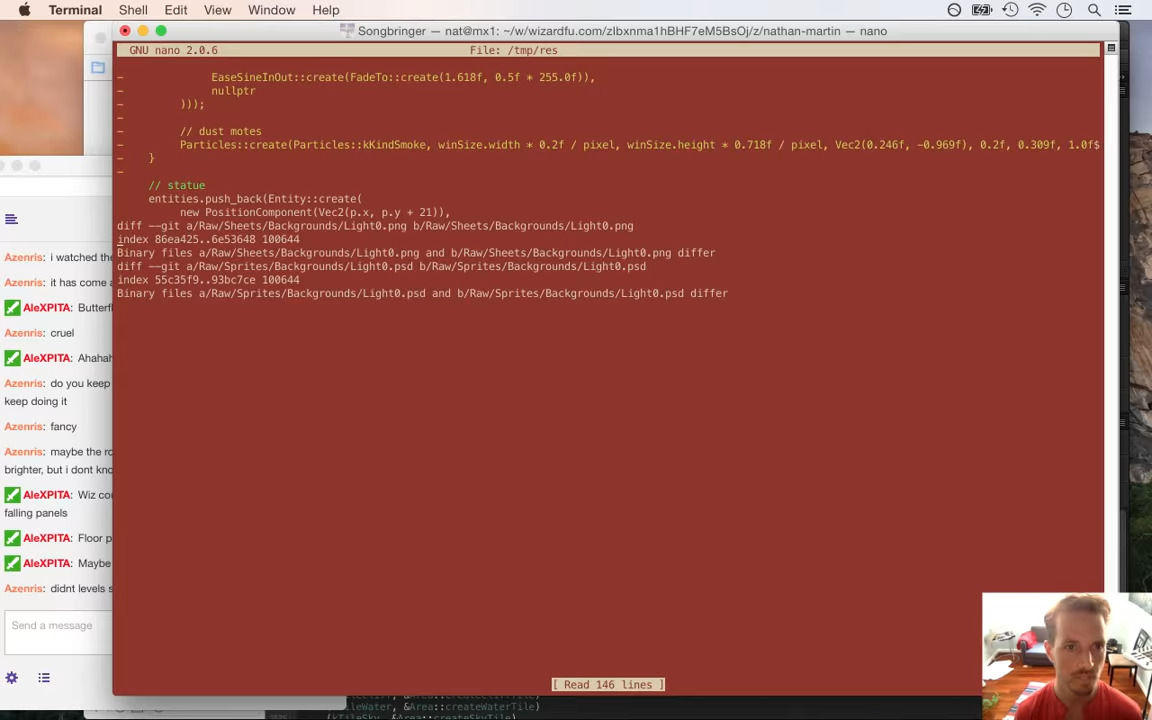 Terminal Shell Edit View Window Help
Songbringer — nat@mx1: ~/w/wizardfu.com/zlbxnma1hBHF7eM5BsOj/z/nathan-martin — nano
GNU nano 2.0.6 File: /tmp/res
- EaseSineInOut::create(FadeTo::create(1.618f, 0.5f * 255.0f)),
- nullptr
- )));
-
- // dust motes
- Particles::create(Particles::kKindSmoke, winSize.width * 0.2f / pixel, winSize.height * 0.718f / pixel, Vec2(0.246f, -0.969f), 0.2f, 0.309f, 1.0f$
- }
-
// statue
entities.push_back(Entity::create(
new PositionComponent(Vec2(p.x, p.y + 21)),
diff --git a/Raw/Sheets/Backgrounds/Light0.png b/Raw/Sheets/Backgrounds/Light0.png
index 86ea425..6e53648 100644
Binary files a/Raw/Sheets/Backgrounds/Light0.png and b/Raw/Sheets/Backgrounds/Light0.png differ
diff --git a/Raw/Sprites/Backgrounds/Light0.psd b/Raw/Sprites/Backgrounds/Light0.psd
index 55c35f9..93bc7ce 100644
Binary files a/Raw/Sprites/Backgrounds/Light0.psd and b/Raw/Sprites/Backgrounds/Light0.psd differ
[ Read 146 lines ]
Azenris: i watched the
Azenris: it has come
AleXPITA: Butterf
Azenris: cruel
AleXPITA: Ahahah
Azenris: do you keep
keep doing it
Azenris: fancy
Azenris: maybe the
brighter, but i dont
AleXPITA: Wiz
falling panels
AleXPITA: Floor
AleXPITA: Maybe
Azenris: didnt levels
Send a message
&Area::createWaterTile)
(kTileSky, &Area::createSkyTile)